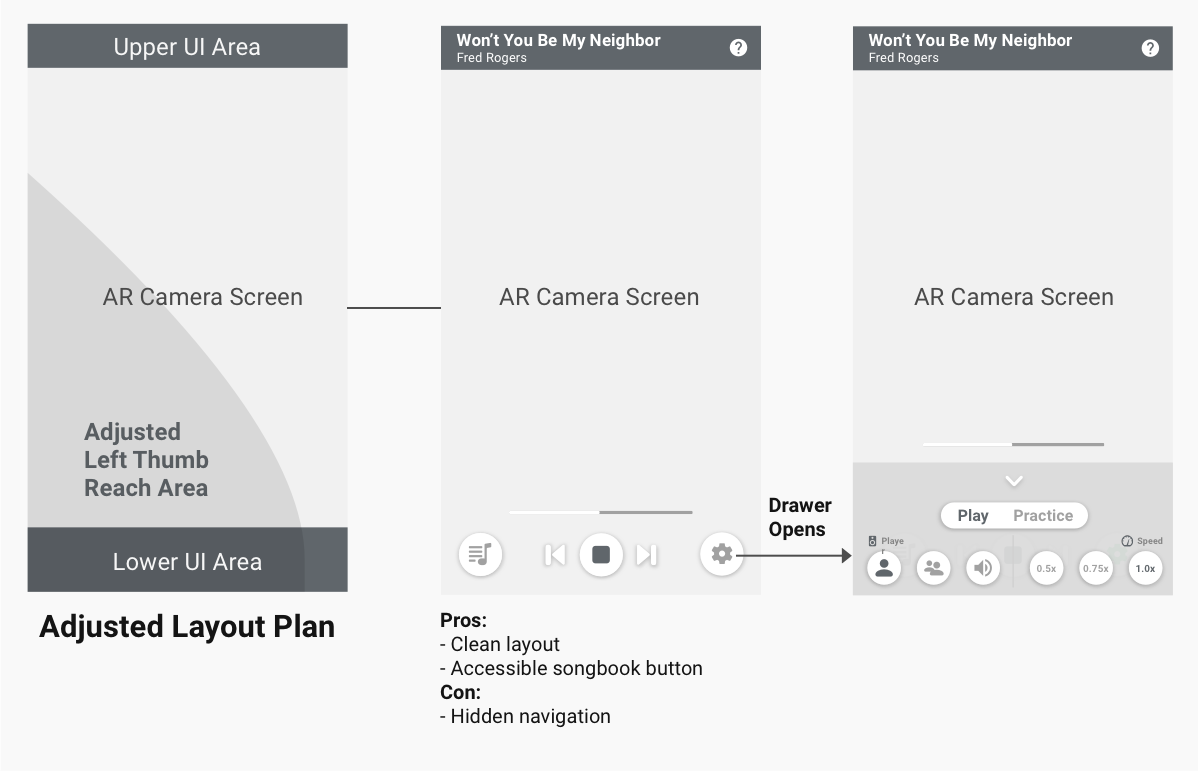 Upper UI Area
AR Camera Screen
Adjusted
Left Thumb
Reach Area
Lower UI Area
Adjusted Layout Plan
Won't You Be My Neighbor
Fred Rogers
?
AR Camera Screen
Pros:
- Clean layout
- Accessible songbook button
Con:
- Hidden navigation
Drawer
Opens
Won't You Be My Neighbor
Fred Rogers
?
AR Camera Screen
Play Practice
Playe
r
Speed
0.5x 0.75x 1.0x